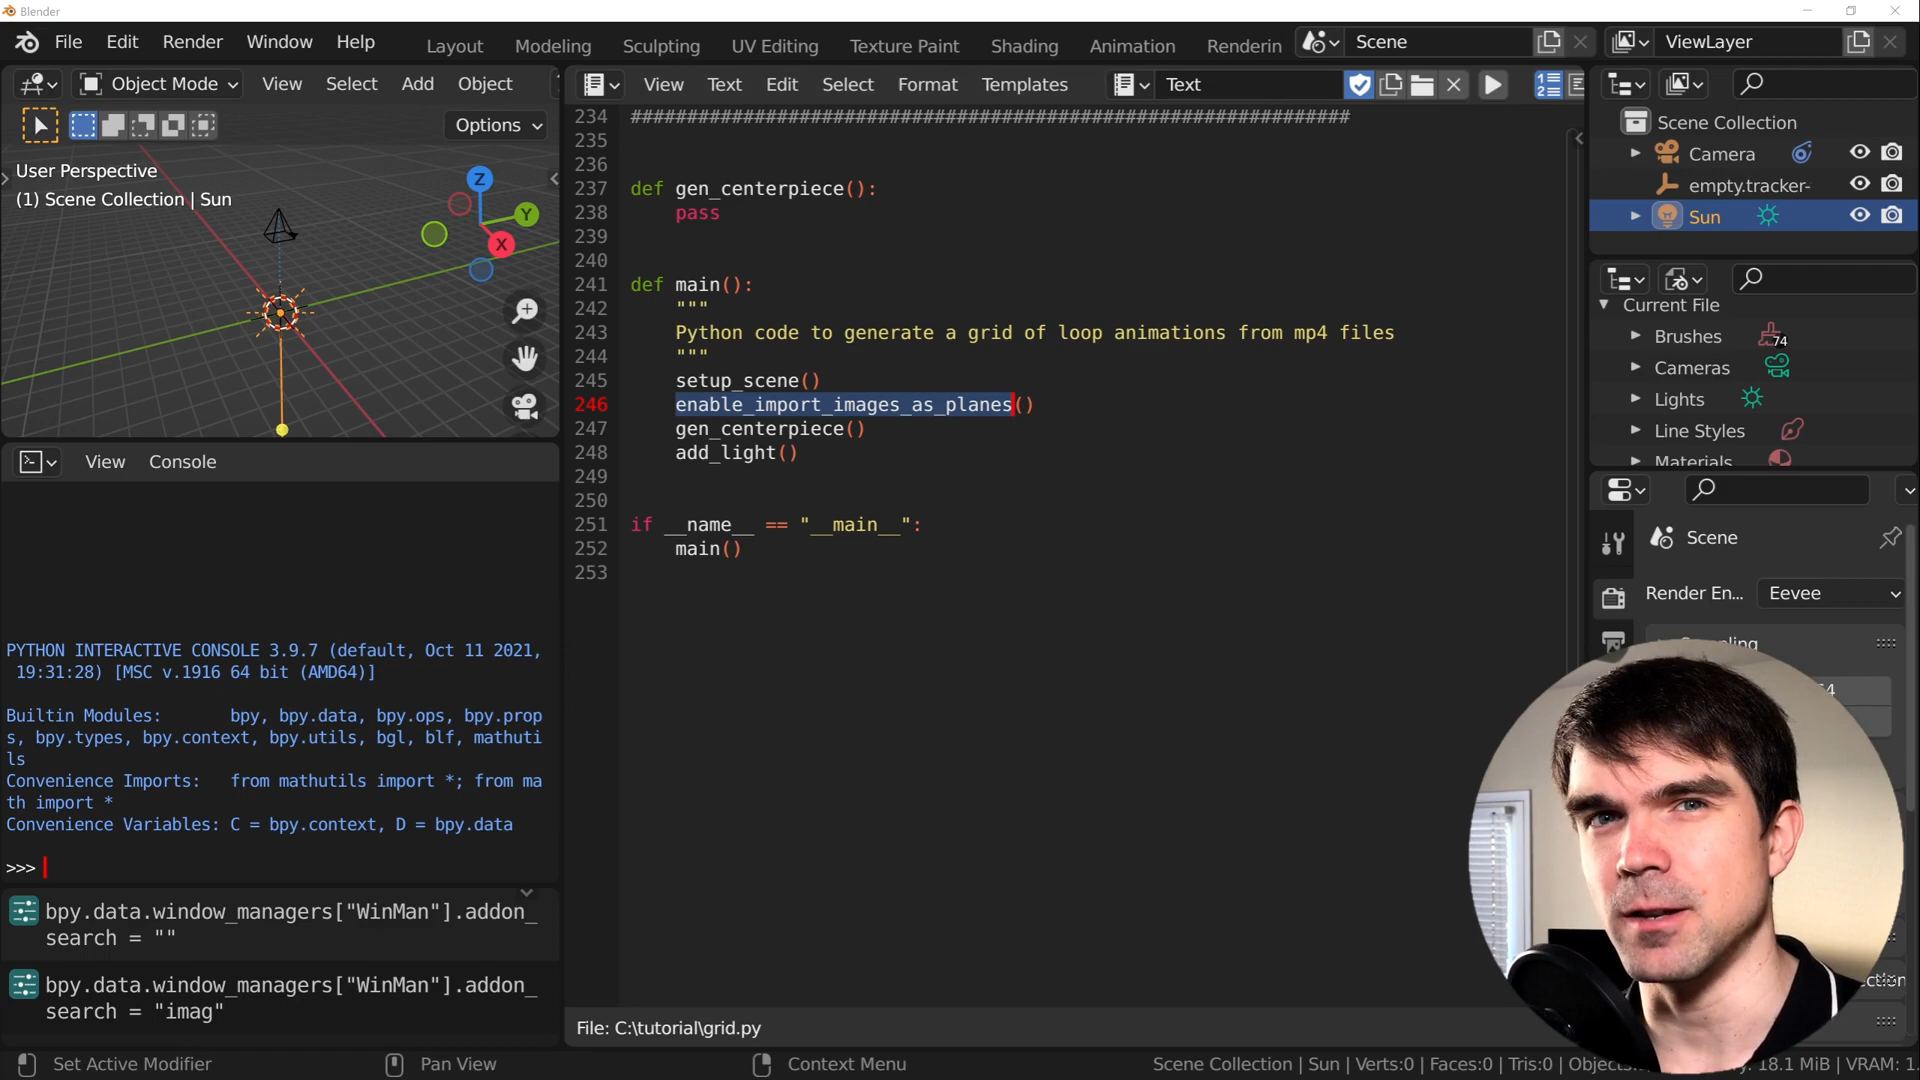 Blender
File Edit Render Window Help
Layout Modeling Sculpting UV Editing Texture Paint Shading Animation Renderin
Scene
ViewLayer
Object Mode View Select Add Object
Options
User Perspective
(1) Scene Collection | Sun
Z
Y
X
View Console
PYTHON INTERACTIVE CONSOLE 3.9.7 (default, Oct 11 2021,
19:31:28) [MSC v.1916 64 bit (AMD64)]
Builtin Modules: bpy, bpy.data, bpy.ops, bpy.prop
s, bpy.types, bpy.context, bpy.utils, bgl, blf, mathuti
ls
Convenience Imports: from mathutils import *; from ma
th import *
Convenience Variables: C = bpy.context, D = bpy.data
>>>
bpy.data.window_managers["WinMan"].addon_
search = ""
bpy.data.window_managers["WinMan"].addon_
search = "imag"
View Text Edit Select Format Templates
Text
234 ################################################################
235
236
237 def gen_centerpiece():
238 pass
239
240
241 def main():
242 """
243 Python code to generate a grid of loop animations from mp4 files
244 """
245 setup_scene()
246 enable_import_images_as_planes()
247 gen_centerpiece()
248 add_light()
249
250
251 if __name__ == "__main__":
252 main()
253
File: C:\tutorial\grid.py
Scene Collection
Camera
empty.tracker-
Sun
Current File
Brushes 74
Cameras
Lights
Line Styles
Materials
Scene
Render En... Eevee
Set Active Modifier
Pan View
Context Menu
Scene Collection | Sun | Verts:0 | Faces:0 | Tris:0 | Objects
18.1 MiB | VRAM: 1.